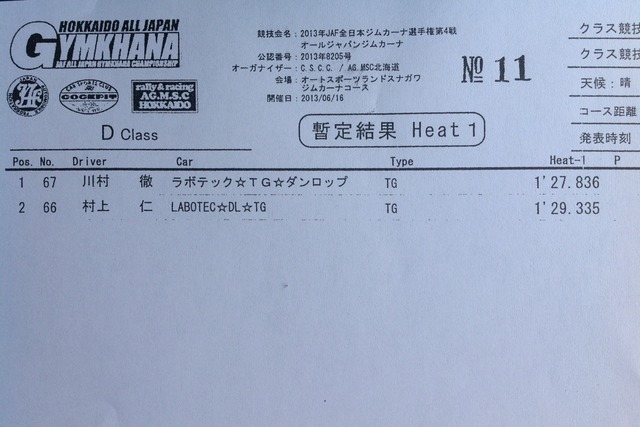 HOKKAIDO ALL JAPAN
GYMKHANA
JAF ALL JAPAN GYMKHANA CHAMPIONSHIP
COCKPIT
rally & racing
AG.M.S.C
HOKKAIDO
競技会名：2013年JAF全日本ジムカーナ選手権第4戦
オールジャパンジムカーナ
公認番号：2013年8205号
オーガナイザー：C.S.C.C. / AG.MSC北海道
会場：オートスポーツランドスナガワ
ジムカーナコース
開催日：2013/06/16
No 11
クラス競技
クラス競技
天候：晴
コース距離
発表時刻
D Class
暫定結果 Heat 1
Pos. No. Driver Car Type Heat-1 P
1 67 川村 徹 ラボテック☆TG☆ダンロップ TG 1'27.836
2 66 村上 仁 LABOTEC☆DL☆TG TG 1'29.335